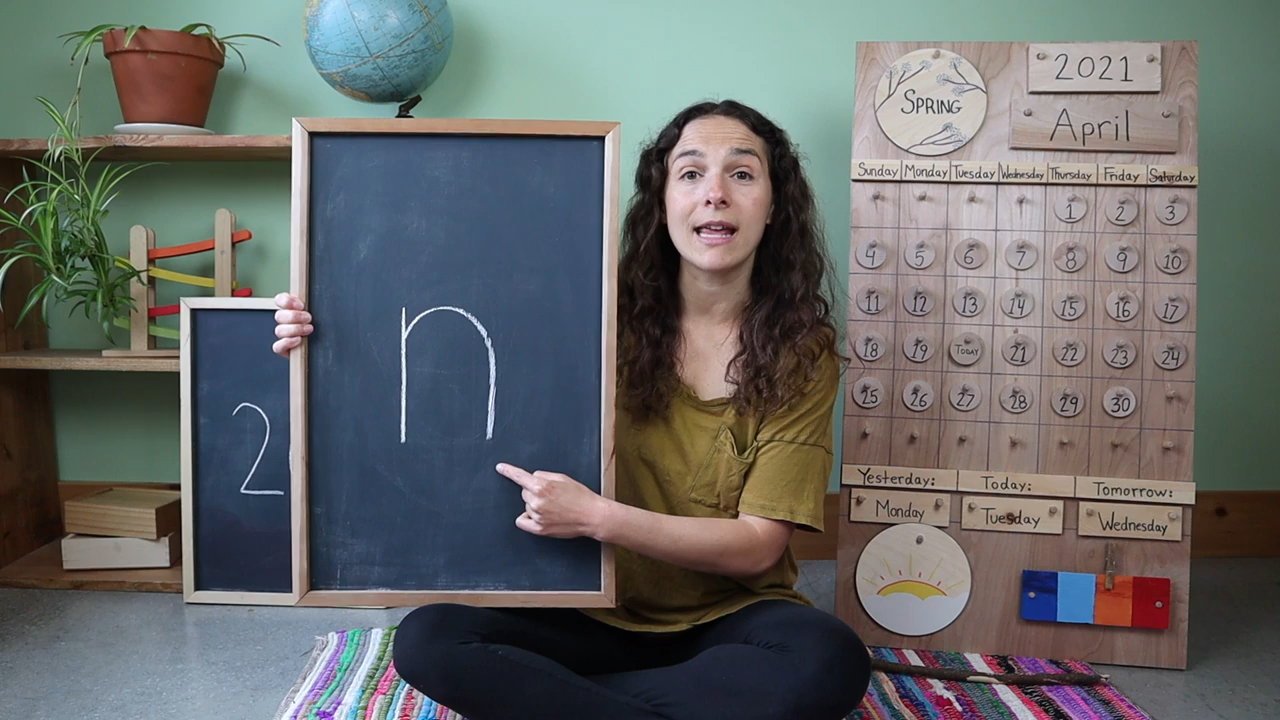 2
n
SPRING
2021
April
Sunday Monday Tuesday Wednesday Thursday Friday Saturday
1 2 3
4 5 6 7 8 9 10
11 12 13 14 15 16 17
18 19 TODAY 21 22 23 24
25 26 27 28 29 30
Yesterday: Today: Tomorrow:
Monday Tuesday Wednesday